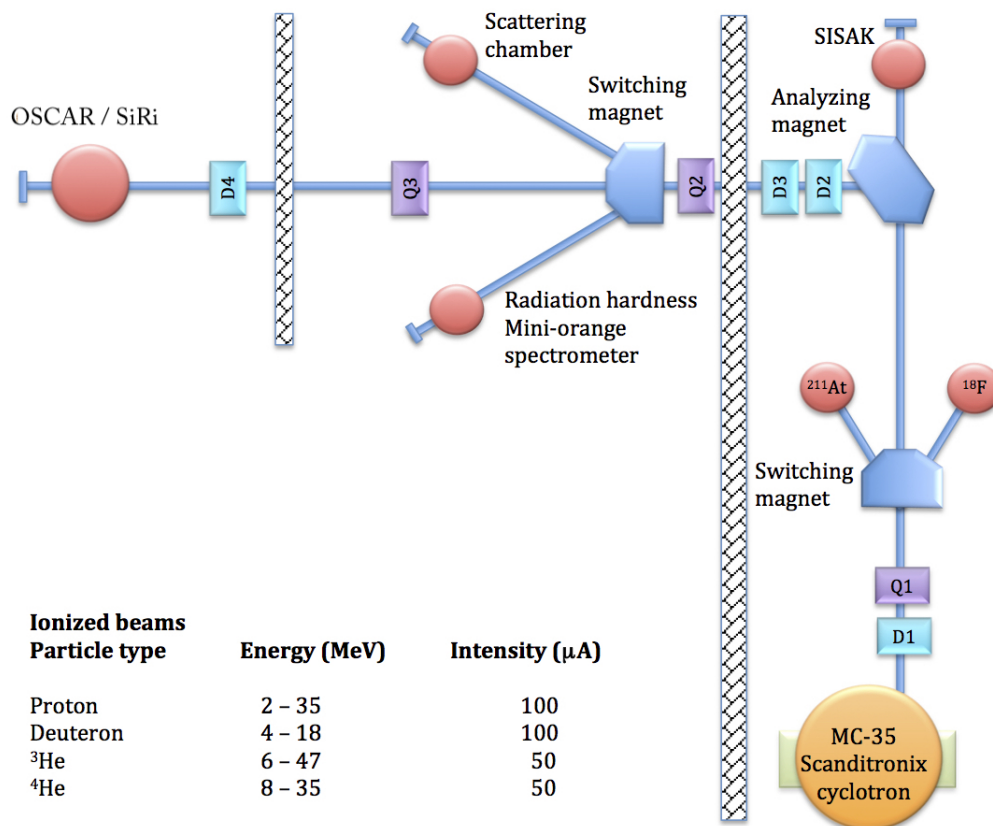 Scattering
chamber
SISAK
Switching
magnet
Analyzing
magnet
OSCAR / SiRi
D4
Q3
Q2
D3
D2
Radiation hardness
Mini-orange
spectrometer
²¹¹At
¹⁸F
Switching
magnet
Q1
D1
MC-35
Scanditronix
cyclotron
Ionized beams
Particle type Energy (MeV) Intensity (µA)
Proton 2 – 35 100
Deuteron 4 – 18 100
³He 6 – 47 50
⁴He 8 – 35 50